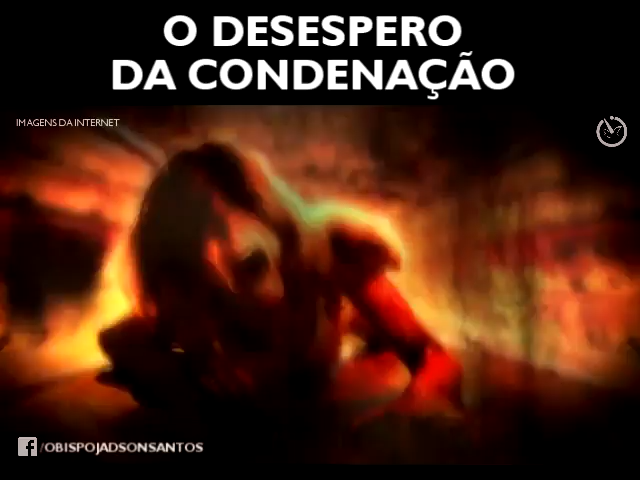 O DESESPERO
DA CONDENAÇÃO
IMAGENS DA INTERNET
/OBISPOJADSONSANTOS